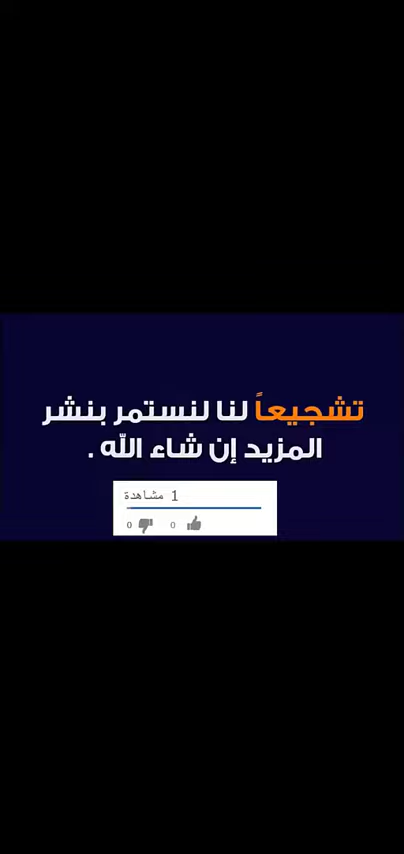 تشجيعاً لنا لنستمر بنشر
المزيد إن شاء الله .
1 مشاهدة
0 0